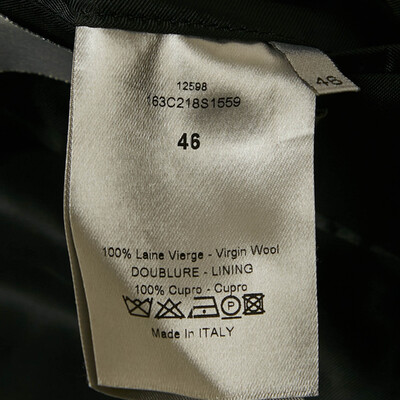 46
12598
163C218S1559
46
100% Laine Vierge - Virgin Wool
DOUBLURE - LINING
100% Cupro - Cupro
P
Made In ITALY